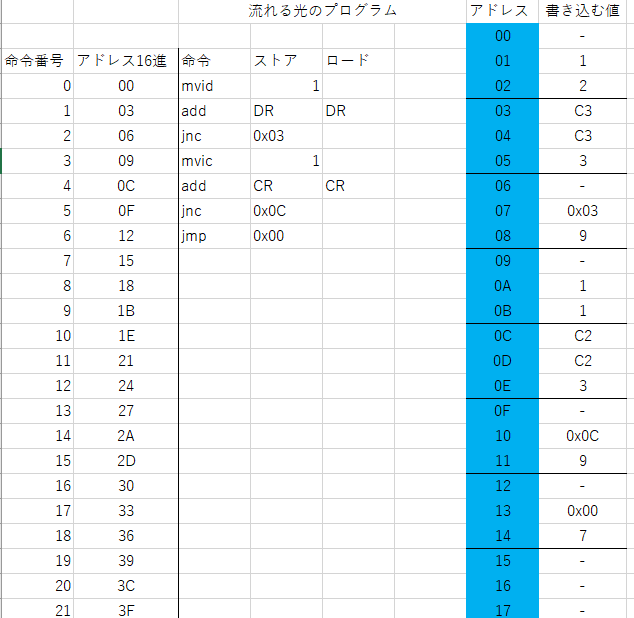 流れる光のプログラム アドレス 書き込む値
00 -
命令番号 アドレス16進 命令 ストア ロード 01 1
0 00 mvid 1 02 2
1 03 add DR DR 03 C3
2 06 jnc 0x03 04 C3
3 09 mvic 1 05 3
4 0C add CR CR 06 -
5 0F jnc 0x0C 07 0x03
6 12 jmp 0x00 08 9
7 15 09 -
8 18 0A 1
9 1B 0B 1
10 1E 0C C2
11 21 0D C2
12 24 0E 3
13 27 0F -
14 2A 10 0x0C
15 2D 11 9
16 30 12 -
17 33 13 0x00
18 36 14 7
19 39 15 -
20 3C 16 -
21 3F 17 -